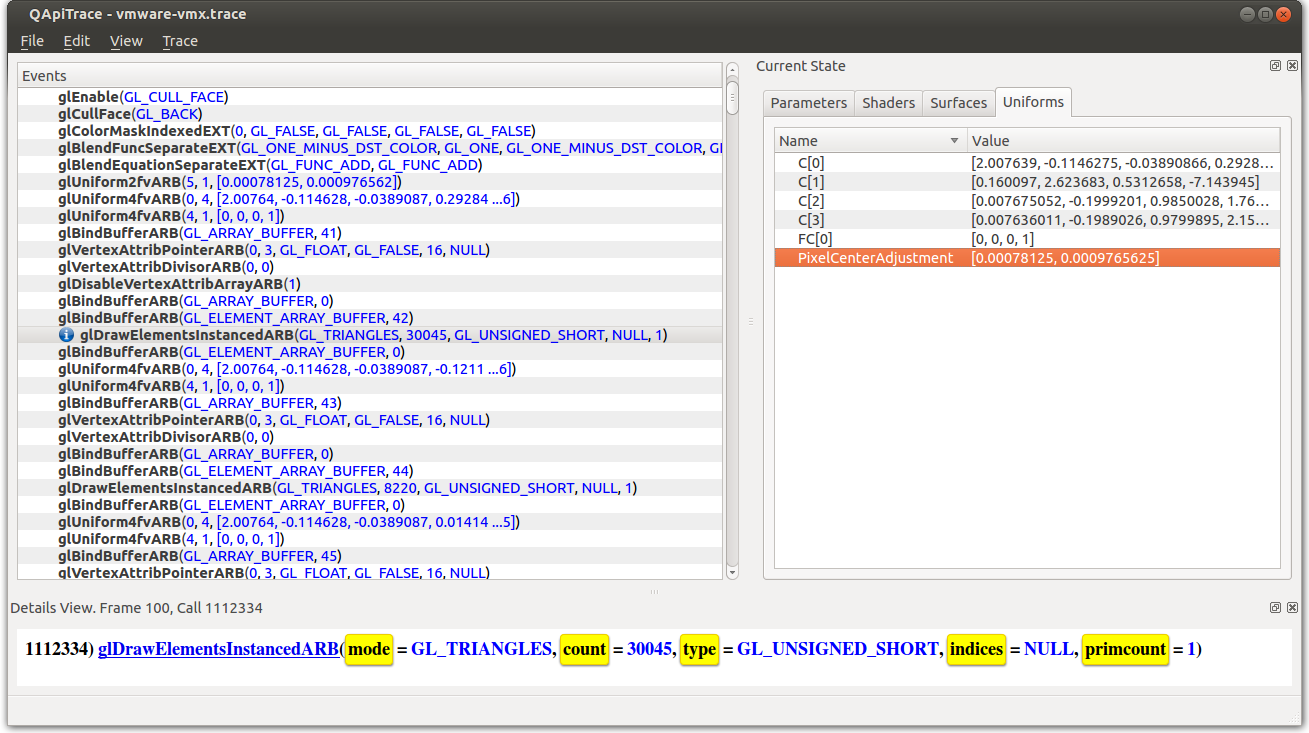 QApiTrace - vmware-vmx.trace
File Edit View Trace
Events
glEnable(GL_CULL_FACE)
glCullFace(GL_BACK)
glColorMaskIndexedEXT(0, GL_FALSE, GL_FALSE, GL_FALSE, GL_FALSE)
glBlendFuncSeparateEXT(GL_ONE_MINUS_DST_COLOR, GL_ONE, GL_ONE_MINUS_DST_COLOR, GL
glBlendEquationSeparateEXT(GL_FUNC_ADD, GL_FUNC_ADD)
glUniform2fvARB(5, 1, [0.00078125, 0.000976562])
glUniform4fvARB(0, 4, [2.00764, -0.114628, -0.0389087, 0.29284 ...6])
glUniform4fvARB(4, 1, [0, 0, 0, 1])
glBindBufferARB(GL_ARRAY_BUFFER, 41)
glVertexAttribPointerARB(0, 3, GL_FLOAT, GL_FALSE, 16, NULL)
glVertexAttribDivisorARB(0, 0)
glDisableVertexAttribArrayARB(1)
glBindBufferARB(GL_ARRAY_BUFFER, 0)
glBindBufferARB(GL_ELEMENT_ARRAY_BUFFER, 42)
glDrawElementsInstancedARB(GL_TRIANGLES, 30045, GL_UNSIGNED_SHORT, NULL, 1)
glBindBufferARB(GL_ELEMENT_ARRAY_BUFFER, 0)
glUniform4fvARB(0, 4, [2.00764, -0.114628, -0.0389087, -0.1211 ...6])
glUniform4fvARB(4, 1, [0, 0, 0, 1])
glBindBufferARB(GL_ARRAY_BUFFER, 43)
glVertexAttribPointerARB(0, 3, GL_FLOAT, GL_FALSE, 16, NULL)
glVertexAttribDivisorARB(0, 0)
glBindBufferARB(GL_ARRAY_BUFFER, 0)
glBindBufferARB(GL_ELEMENT_ARRAY_BUFFER, 44)
glDrawElementsInstancedARB(GL_TRIANGLES, 8220, GL_UNSIGNED_SHORT, NULL, 1)
glBindBufferARB(GL_ELEMENT_ARRAY_BUFFER, 0)
glUniform4fvARB(0, 4, [2.00764, -0.114628, -0.0389087, 0.01414 ...5])
glUniform4fvARB(4, 1, [0, 0, 0, 1])
glBindBufferARB(GL_ARRAY_BUFFER, 45)
glVertexAttribPointerARB(0, 3, GL_FLOAT, GL_FALSE, 16, NULL)
Current State
Parameters Shaders Surfaces Uniforms
Name Value
C[0] [2.007639, -0.1146275, -0.03890866, 0.2928...
C[1] [0.160097, 2.623683, 0.5312658, -7.143945]
C[2] [0.007675052, -0.1999201, 0.9850028, 1.76...
C[3] [0.007636011, -0.1989026, 0.9799895, 2.15...
FC[0] [0, 0, 0, 1]
PixelCenterAdjustment [0.00078125, 0.0009765625]
Details View. Frame 100, Call 1112334
1112334) glDrawElementsInstancedARB(mode = GL_TRIANGLES, count = 30045, type = GL_UNSIGNED_SHORT, indices = NULL, primcount = 1)